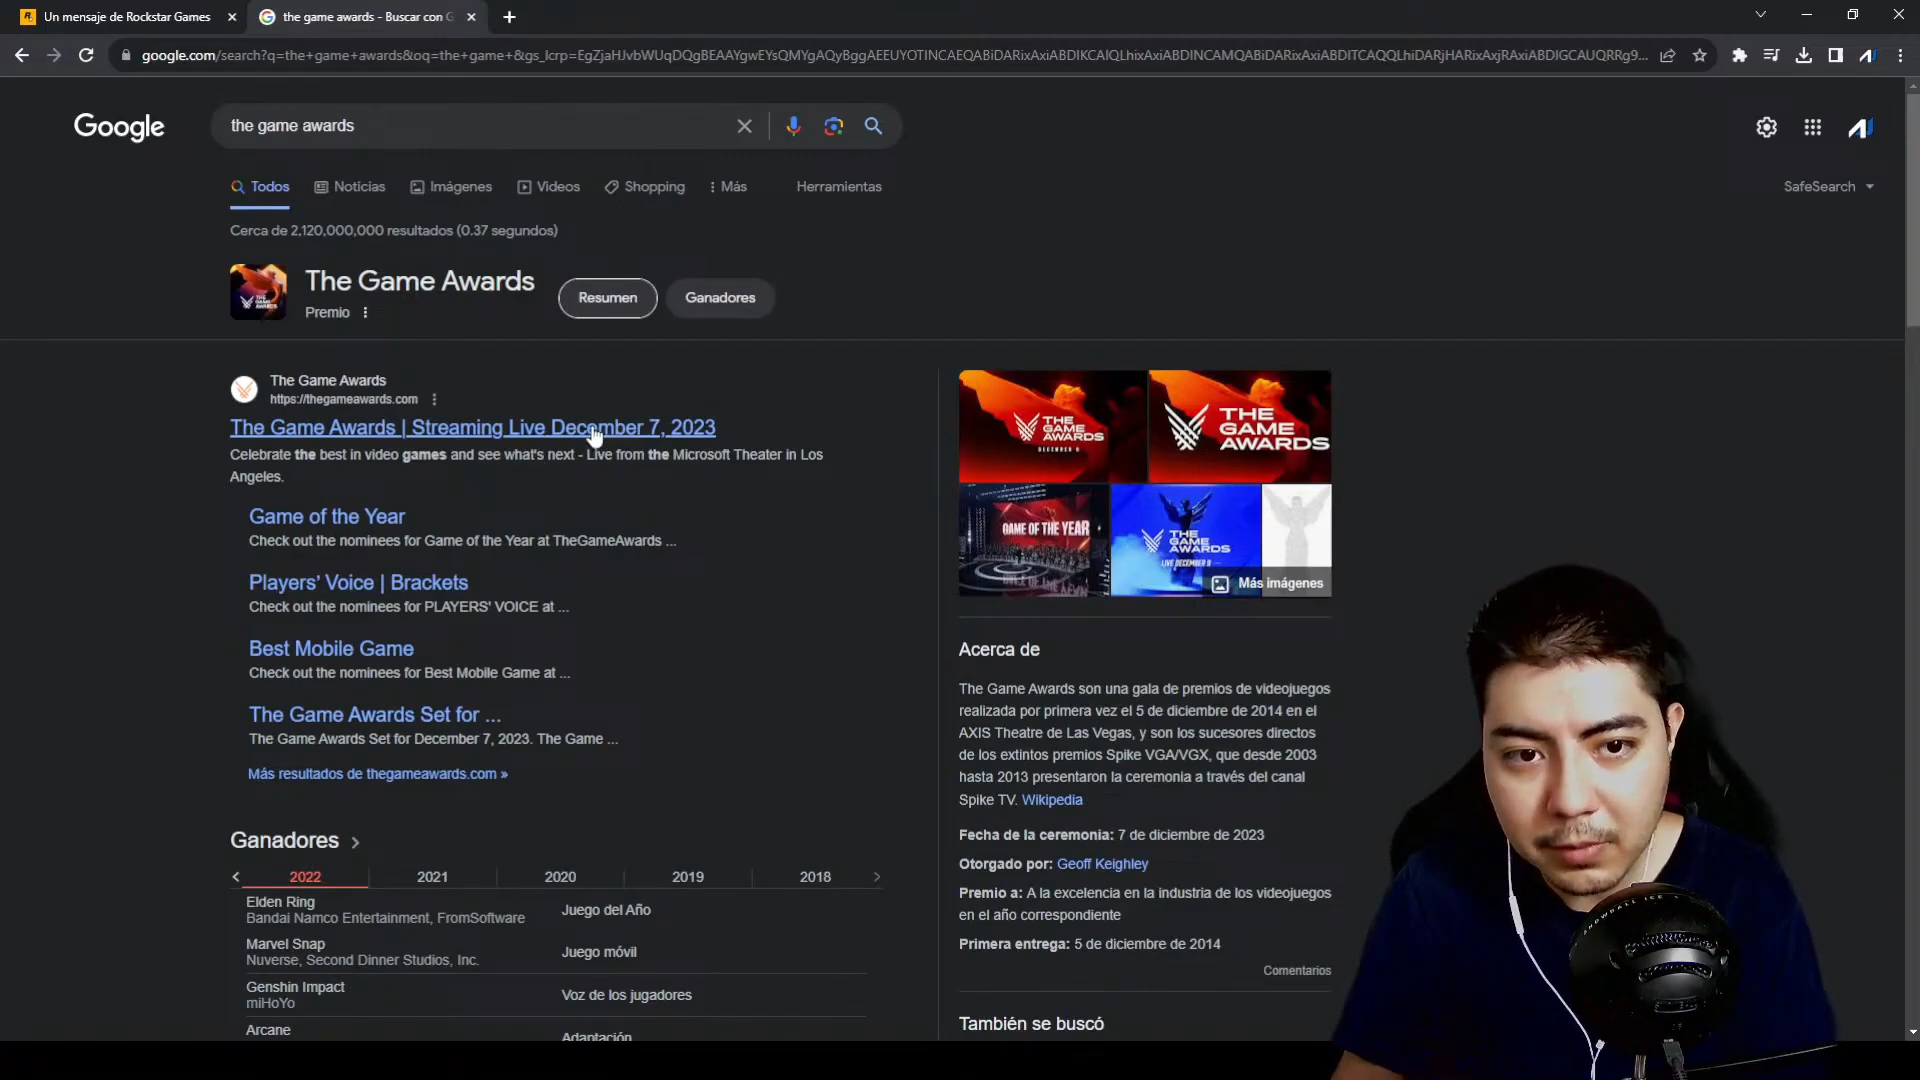 Un mensaje de Rockstar Games
the game awards - Buscar con G
google.com/search?q=the+game+awards&oq=the+game+&gs_lcrp=EgZjaHJvbWUqDQgBEAAYgwEYsQMYgAQyBggAEEUYOTINCAEQABiDARixAxiABDIKCAIQLhixAxiABDINCAMQABiDARixAxiABDITCAQQLhiDARjHARixAxjRAxiABDIGCAUQRRg9...
Google
the game awards
Todos
Noticias
Imágenes
Videos
Shopping
Más
Herramientas
SafeSearch
Cerca de 2,120,000,000 resultados (0.37 segundos)
The Game Awards
Premio
Resumen
Ganadores
The Game Awards
https://thegameawards.com
The Game Awards | Streaming Live December 7, 2023
Celebrate the best in video games and see what's next - Live from the Microsoft Theater in Los
Angeles.
Game of the Year
Check out the nominees for Game of the Year at TheGameAwards ...
Players' Voice | Brackets
Check out the nominees for PLAYERS' VOICE at ...
Best Mobile Game
Check out the nominees for Best Mobile Game at ...
The Game Awards Set for ...
The Game Awards Set for December 7, 2023. The Game ...
Más resultados de thegameawards.com »
Ganadores
2022
2021
2020
2019
2018
Elden Ring
Bandai Namco Entertainment, FromSoftware
Juego del Año
Marvel Snap
Nuverse, Second Dinner Studios, Inc.
Juego móvil
Genshin Impact
miHoYo
Voz de los jugadores
Arcane
Adaptación
THE
GAME
AWARDS
DECEMBER 8
THE
GAME
AWARDS
GAME OF THE YEAR
THE
GAME
AWARDS
LIVE DECEMBER 9
Más imágenes
Acerca de
The Game Awards son una gala de premios de videojuegos
realizada por primera vez el 5 de diciembre de 2014 en el
AXIS Theatre de Las Vegas, y son los sucesores directos
de los extintos premios Spike VGA/VGX, que desde 2003
hasta 2013 presentaron la ceremonia a través del canal
Spike TV. Wikipedia
Fecha de la ceremonia: 7 de diciembre de 2023
Otorgado por: Geoff Keighley
Premio a: A la excelencia en la industria de los videojuegos
en el año correspondiente
Primera entrega: 5 de diciembre de 2014
Comentarios
También se buscó
SNOWBALL ICE